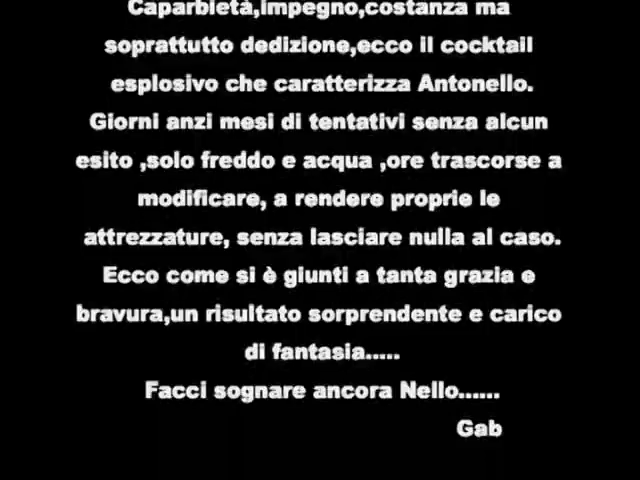 Caparbietà,impegno,costanza ma
soprattutto dedizione,ecco il cocktail
esplosivo che caratterizza Antonello.
Giorni anzi mesi di tentativi senza alcun
esito ,solo freddo e acqua ,ore trascorse a
modificare, a rendere proprie le
attrezzature, senza lasciare nulla al caso.
Ecco come si è giunti a tanta grazia e
bravura,un risultato sorprendente e carico
di fantasia.....
Facci sognare ancora Nello......
Gab